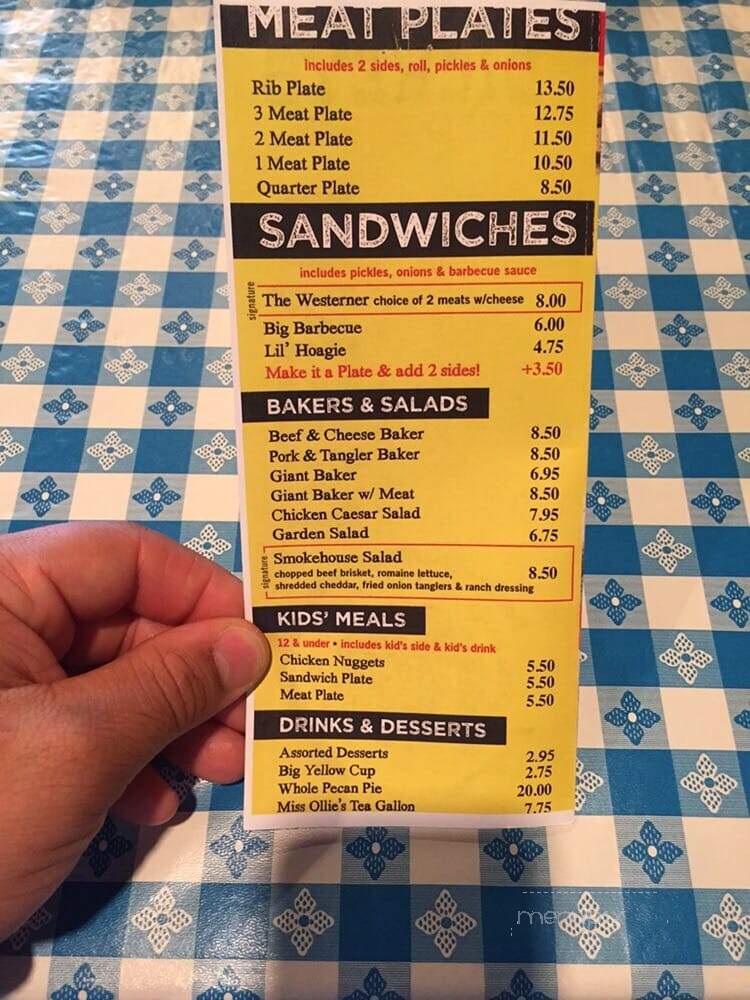 MEAT PLATES
includes 2 sides, roll, pickles & onions
Rib Plate 13.50
3 Meat Plate 12.75
2 Meat Plate 11.50
1 Meat Plate 10.50
Quarter Plate 8.50
SANDWICHES
includes pickles, onions & barbecue sauce
signature
The Westerner choice of 2 meats w/cheese 8.00
Big Barbecue 6.00
Lil' Hoagie 4.75
Make it a Plate & add 2 sides! +3.50
BAKERS & SALADS
Beef & Cheese Baker 8.50
Pork & Tangler Baker 8.50
Giant Baker 6.95
Giant Baker w/ Meat 8.50
Chicken Caesar Salad 7.95
Garden Salad 6.75
signature
Smokehouse Salad
chopped beef brisket, romaine lettuce, 8.50
shredded cheddar, fried onion tanglers & ranch dressing
KIDS' MEALS
12 & under • includes kid's side & kid's drink
Chicken Nuggets 5.50
Sandwich Plate 5.50
Meat Plate 5.50
DRINKS & DESSERTS
Assorted Desserts 2.95
Big Yellow Cup 2.75
Whole Pecan Pie 20.00
Miss Ollie's Tea Gallon 7.75